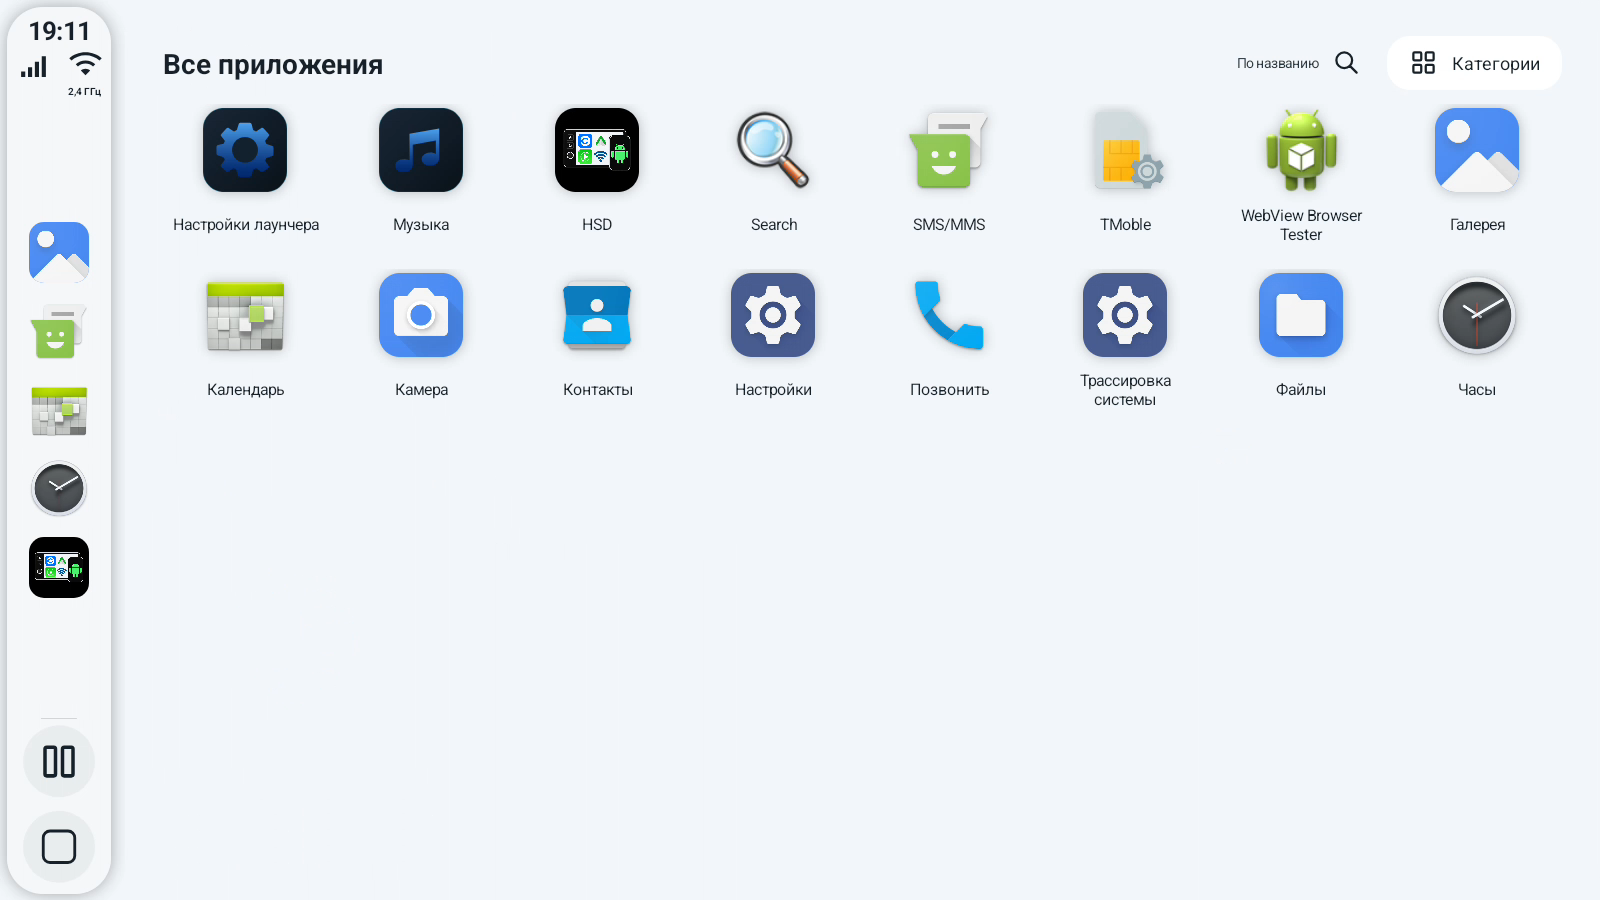 19:11
2,4 ГГц
Все приложения
По названию
Категории
Настройки лаунчера
Музыка
HSD
Search
SMS/MMS
TMoble
WebView Browser
Tester
Галерея
Календарь
Камера
Контакты
Настройки
Позвонить
Трассировка
системы
Файлы
Часы